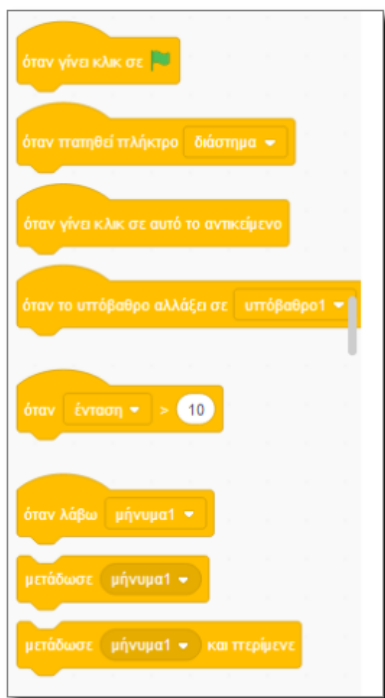 όταν γίνει κλικ σε
όταν πατηθεί πλήκτρο διάστημα
όταν γίνει κλικ σε αυτό το αντικείμενο
όταν το υπόβαθρο αλλάξει σε υπόβαθρο1
όταν ένταση > 10
όταν λάβω μήνυμα1
μετάδωσε μήνυμα1
μετάδωσε μήνυμα1 και περίμενε